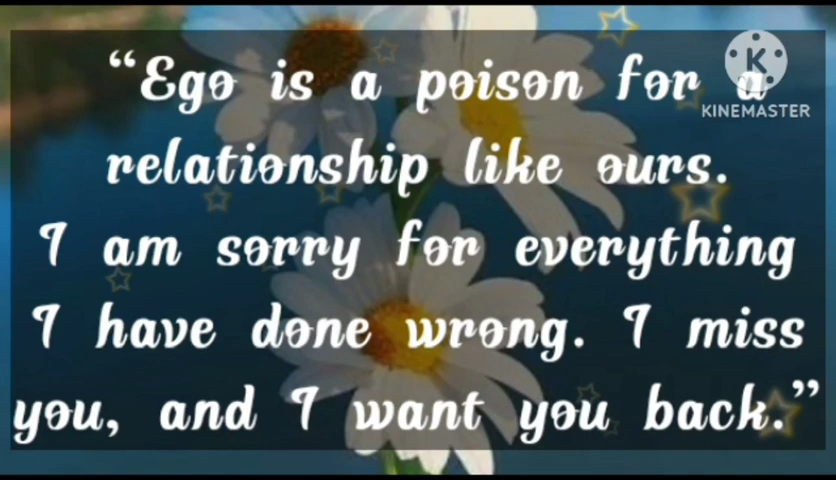 “Ego is a poison for a
KINEMASTER
relationship like ours.
I am sorry for everything
I have done wrong. I miss
you, and I want you back.”